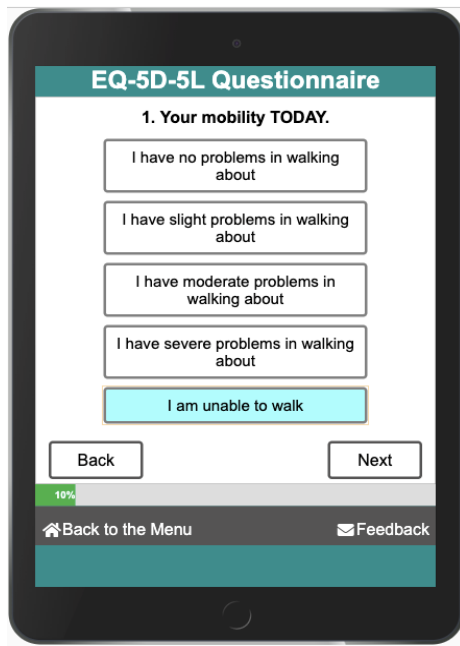 EQ-5D-5L Questionnaire
1. Your mobility TODAY.
I have no problems in walking
about
I have slight problems in walking
about
I have moderate problems in
walking about
I have severe problems in walking
about
I am unable to walk
Back
Next
10%
Back to the Menu
Feedback